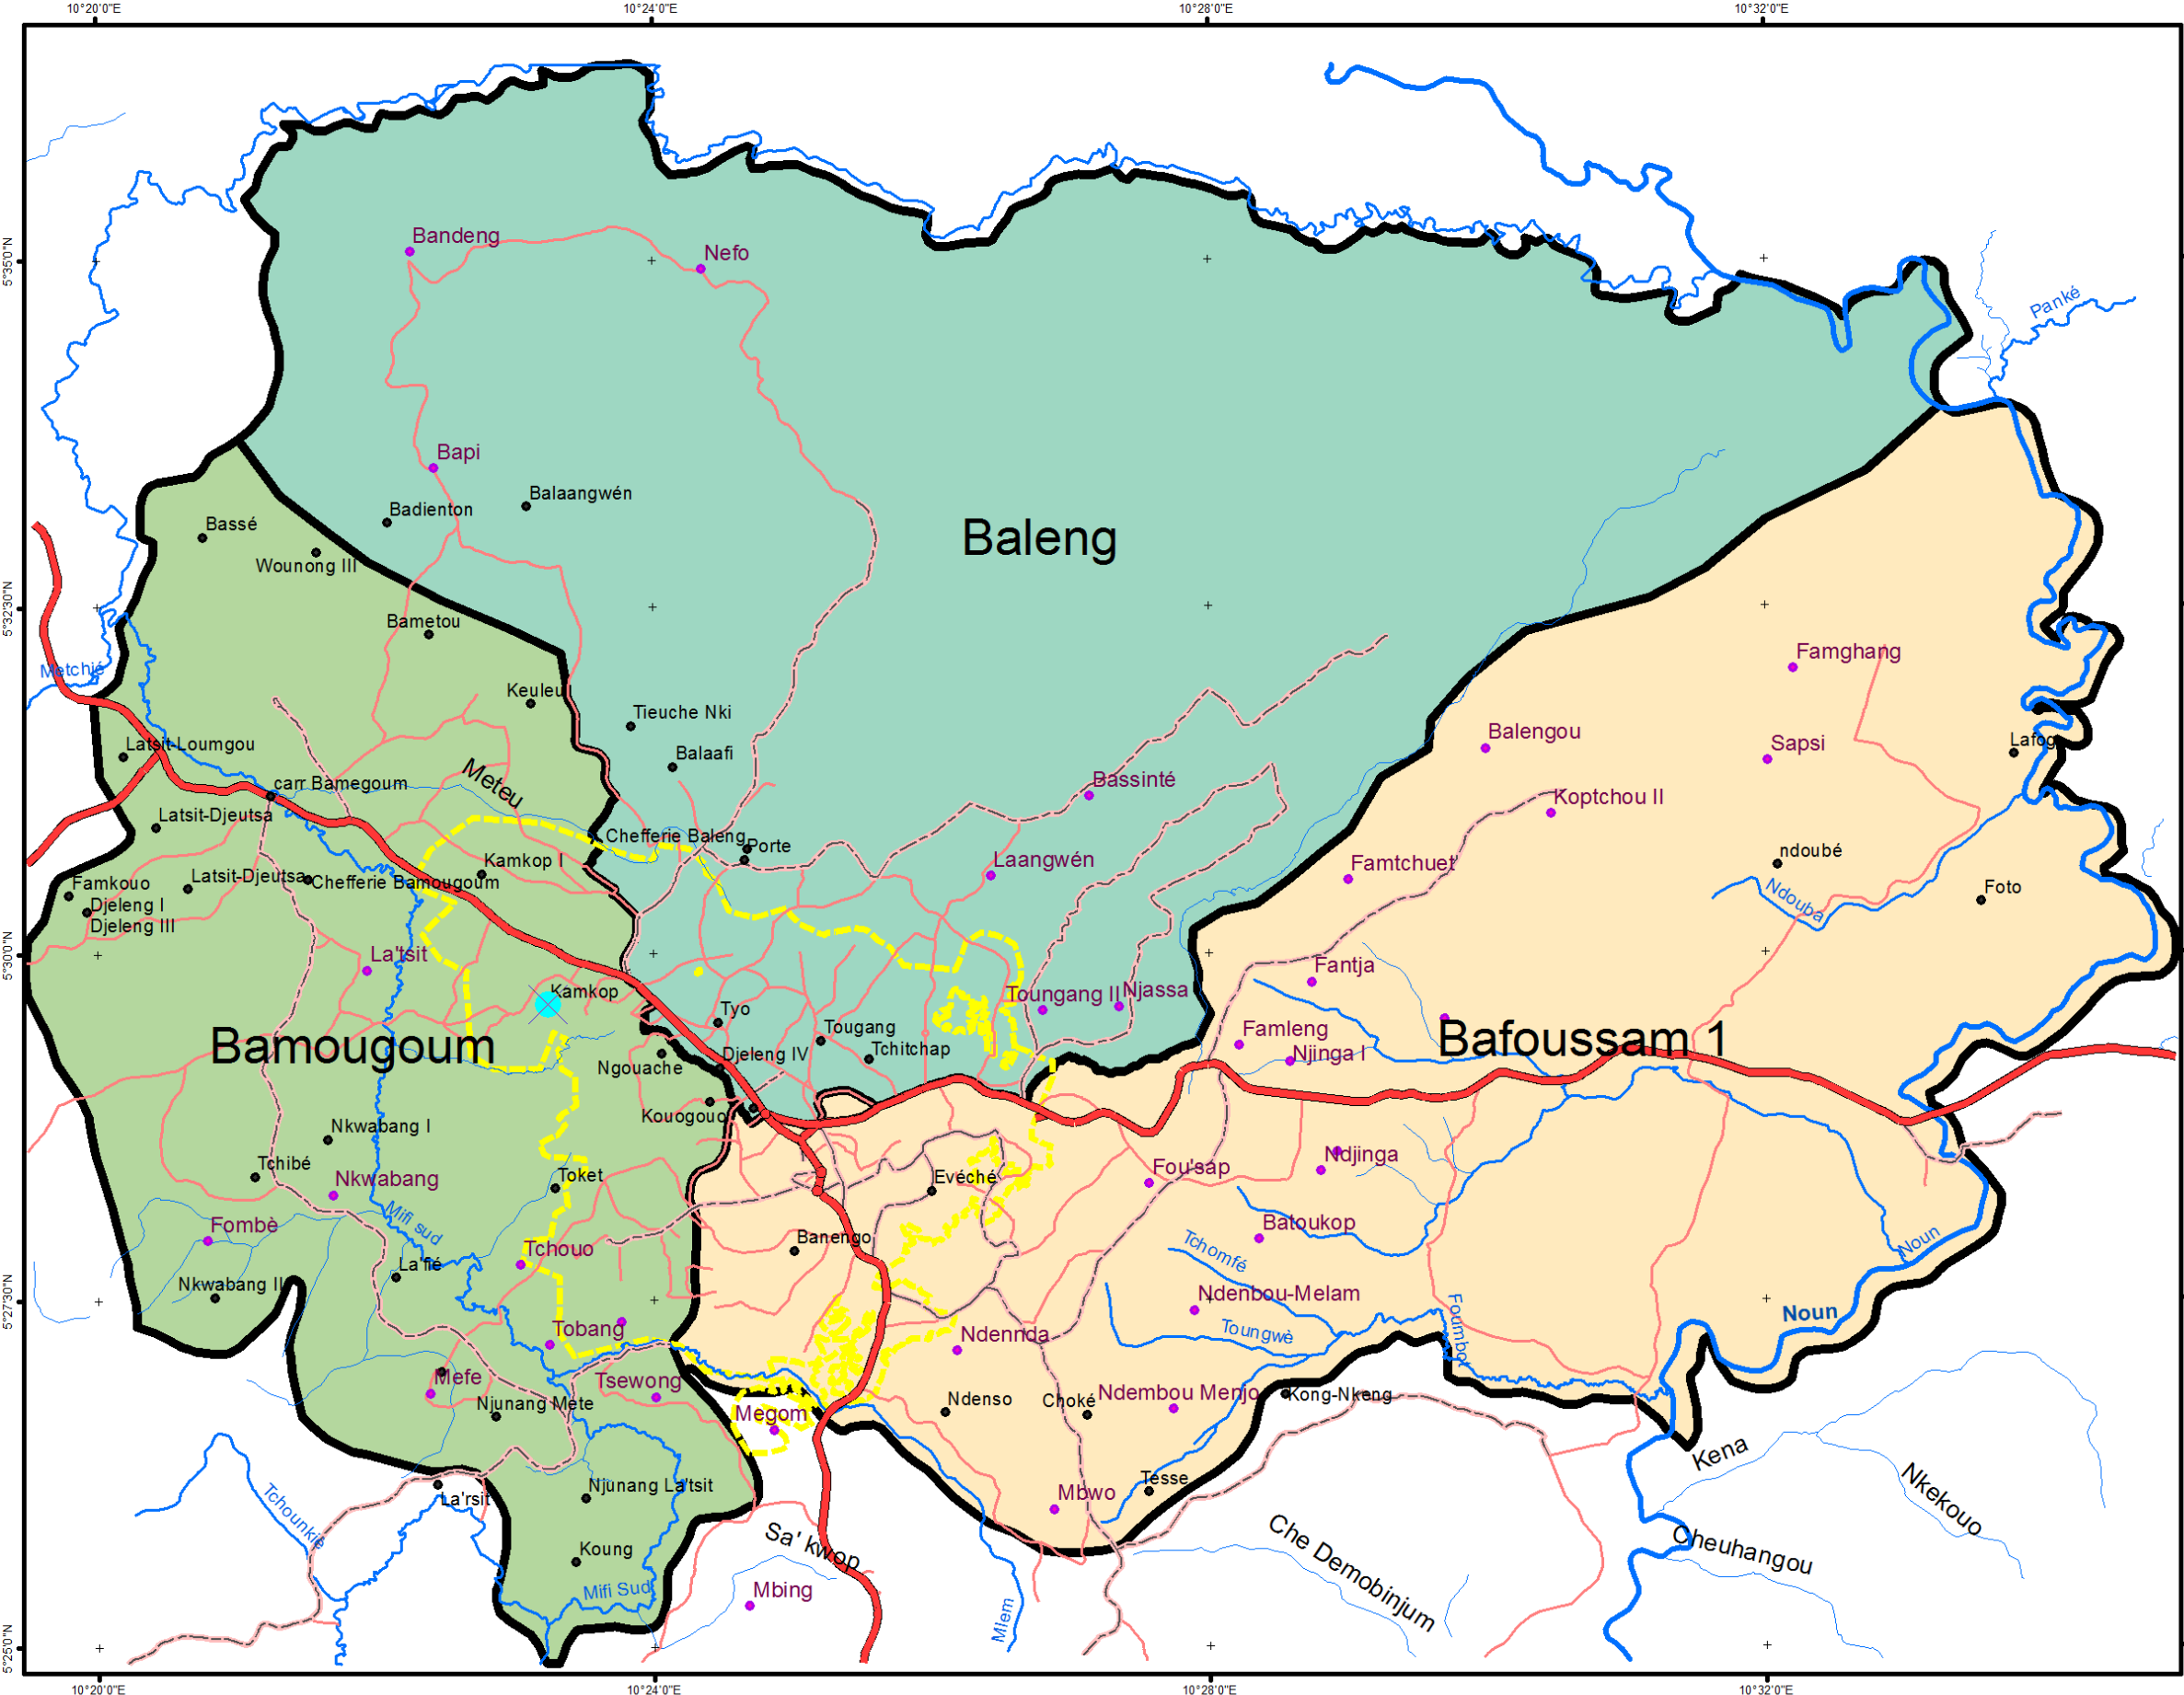 10°20'0"E
10°24'0"E
10°28'0"E
10°32'0"E
5°35'0"N
Bandeng
Nefo
Panké
Bapi
Badienton
Balaangwén
Bassé
Baleng
Wounong III
5°32'30"N
Bametou
Metchié
Famghang
Keuleu
Tieuche Nki
Balengou
Sapsi
Lafog
Latsit-Loumgou
Balaafi
carr Bamegoum
Meteu
Bassinté
Koptchou II
Latsit-Djeutsa
Chefferie Baleng
Porte
ndoubé
Kamkop I
Laangwén
Famtchuet
Famkouo
Latsit-Djeutsa
Chefferie Bamougoum
Ndouba
Foto
Djeleng I
Djeleng III
5°30'0"N
La'tsit
Fantja
Kamkop
Toungang II
Njassa
Tyo
Tougang
Famleng
Bamougoum
Bafoussam 1
Djeleng IV
Tchitchap
Njinga I
Ngouache
Kouogouo
Nkwabang I
Tchibé
Toket
Evéché
Fou'sap
Ndjinga
Nkwabang
Mifi sud
Fombè
Batoukop
Banengo
Tchouo
Tchomfé
Noun
La'fié
Nkwabang II
Ndenbou-Melam
5°27'30"N
Noun
Tobang
Ndennda
Toungwè
Foumbot
Mefe
Tsewong
Ndembou Menjo
Kong-Nkeng
Njunang Mete
Megom
Ndenso
Choké
Kena
Nkekouo
Njunang La'tsit
Tesse
La'rsit
Mbwo
Tchounkie
Sa' kwop
Che Demobinjum
Cheuhangou
Koung
Mifi Sud
Mbing
Mlem
5°25'0"N
10°20'0"E
10°24'0"E
10°28'0"E
10°32'0"E